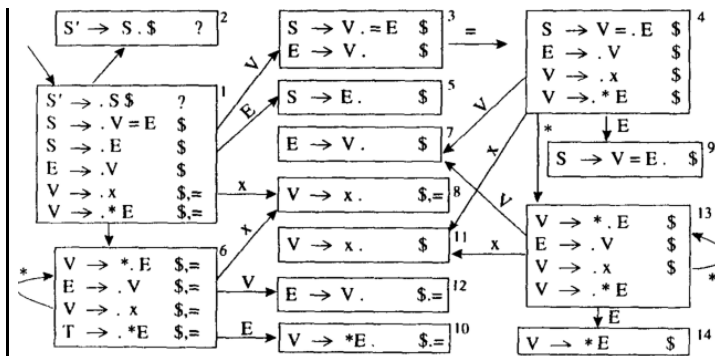 S' → S . $ ? 2
S' → . S $ ? 1
S → . V = E $
S → . E $
E → . V $
V → . x $,=
V → . * E $,=
V
E
x
S → V . = E $ 3
E → V . $
=
S → V = . E $ 4
E → . V $
V → . x $
V → . * E $
S → E . $ 5
E → V . $ 7
V
x
*
E
S → V = E . $ 9
V → x . $,= 8
V → x . $ 11
V → * . E $,= 6
E → . V $,=
V → . x $,=
T → . *E $,=
*
x
V
E
E → V . $.= 12
V → *E . $.= 10
V → * . E $ 13
E → . V $
V → . x $
V → . * E $
V
x
*
E
V → * E $ 14